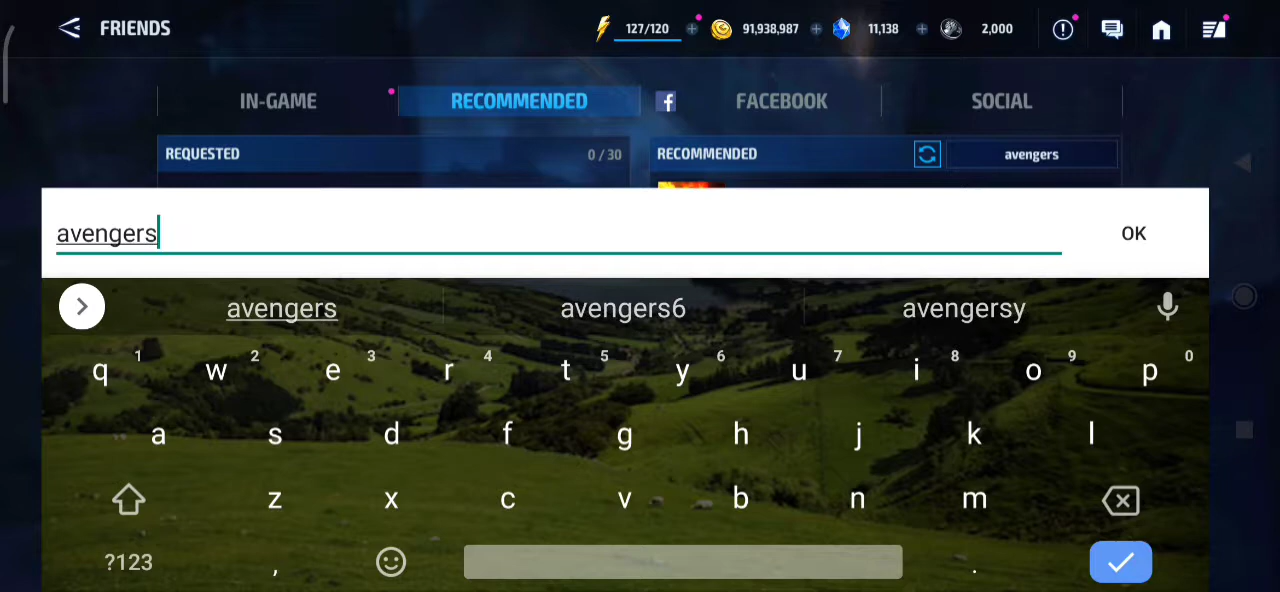 FRIENDS 127/120 91,938,987 11,138 2,000
IN-GAME RECOMMENDED f FACEBOOK SOCIAL
REQUESTED 0 / 30 RECOMMENDED avengers
avengers OK
avengers avengers6 avengersy
1 2 3 4 5 6 7 8 9 0
q w e r t y u i o p
a s d f g h j k l
z x c v b n m
?123 , .